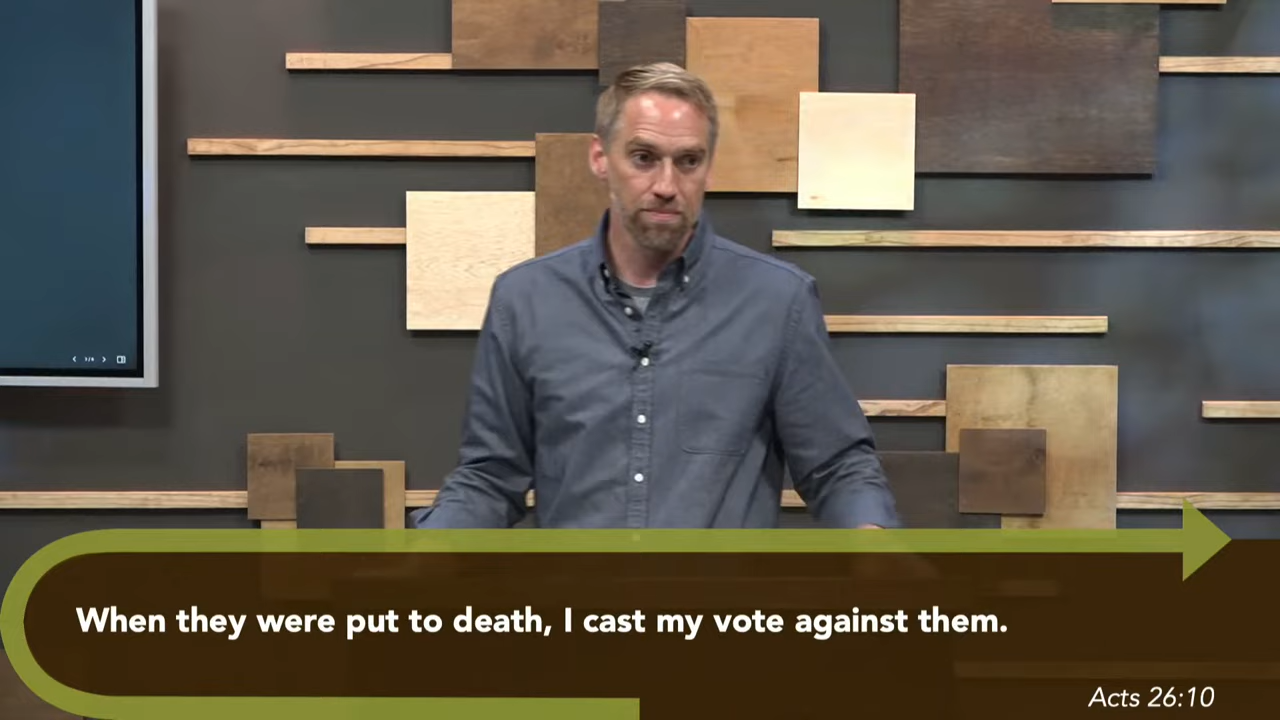 When they were put to death, I cast my vote against them.
Acts 26:10